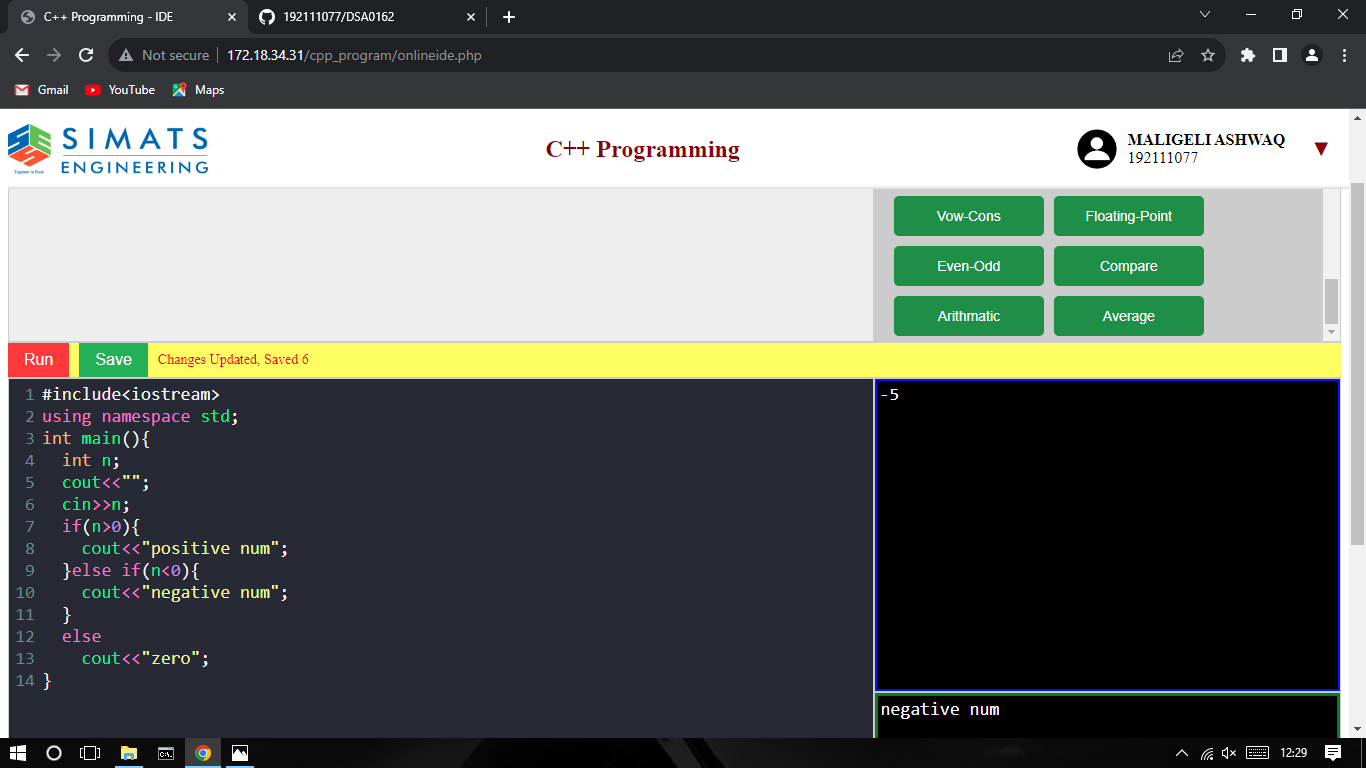 C++ Programming - IDE
192111077/DSA0162
Not secure
172.18.34.31/cpp_program/onlineide.php
Gmail
YouTube
Maps
SIMATS
ENGINEERING
C++ Programming
MALIGELI ASHWAQ
192111077
Vow-Cons
Floating-Point
Even-Odd
Compare
Arithmatic
Average
Run
Save
Changes Updated, Saved 6
1 #include<iostream>
2 using namespace std;
3 int main(){
4   int n;
5   cout<<"";
6   cin>>n;
7   if(n>0){
8     cout<<"positive num";
9   }else if(n<0){
10     cout<<"negative num";
11   }
12   else
13     cout<<"zero";
14 }
-5
negative num
12:29